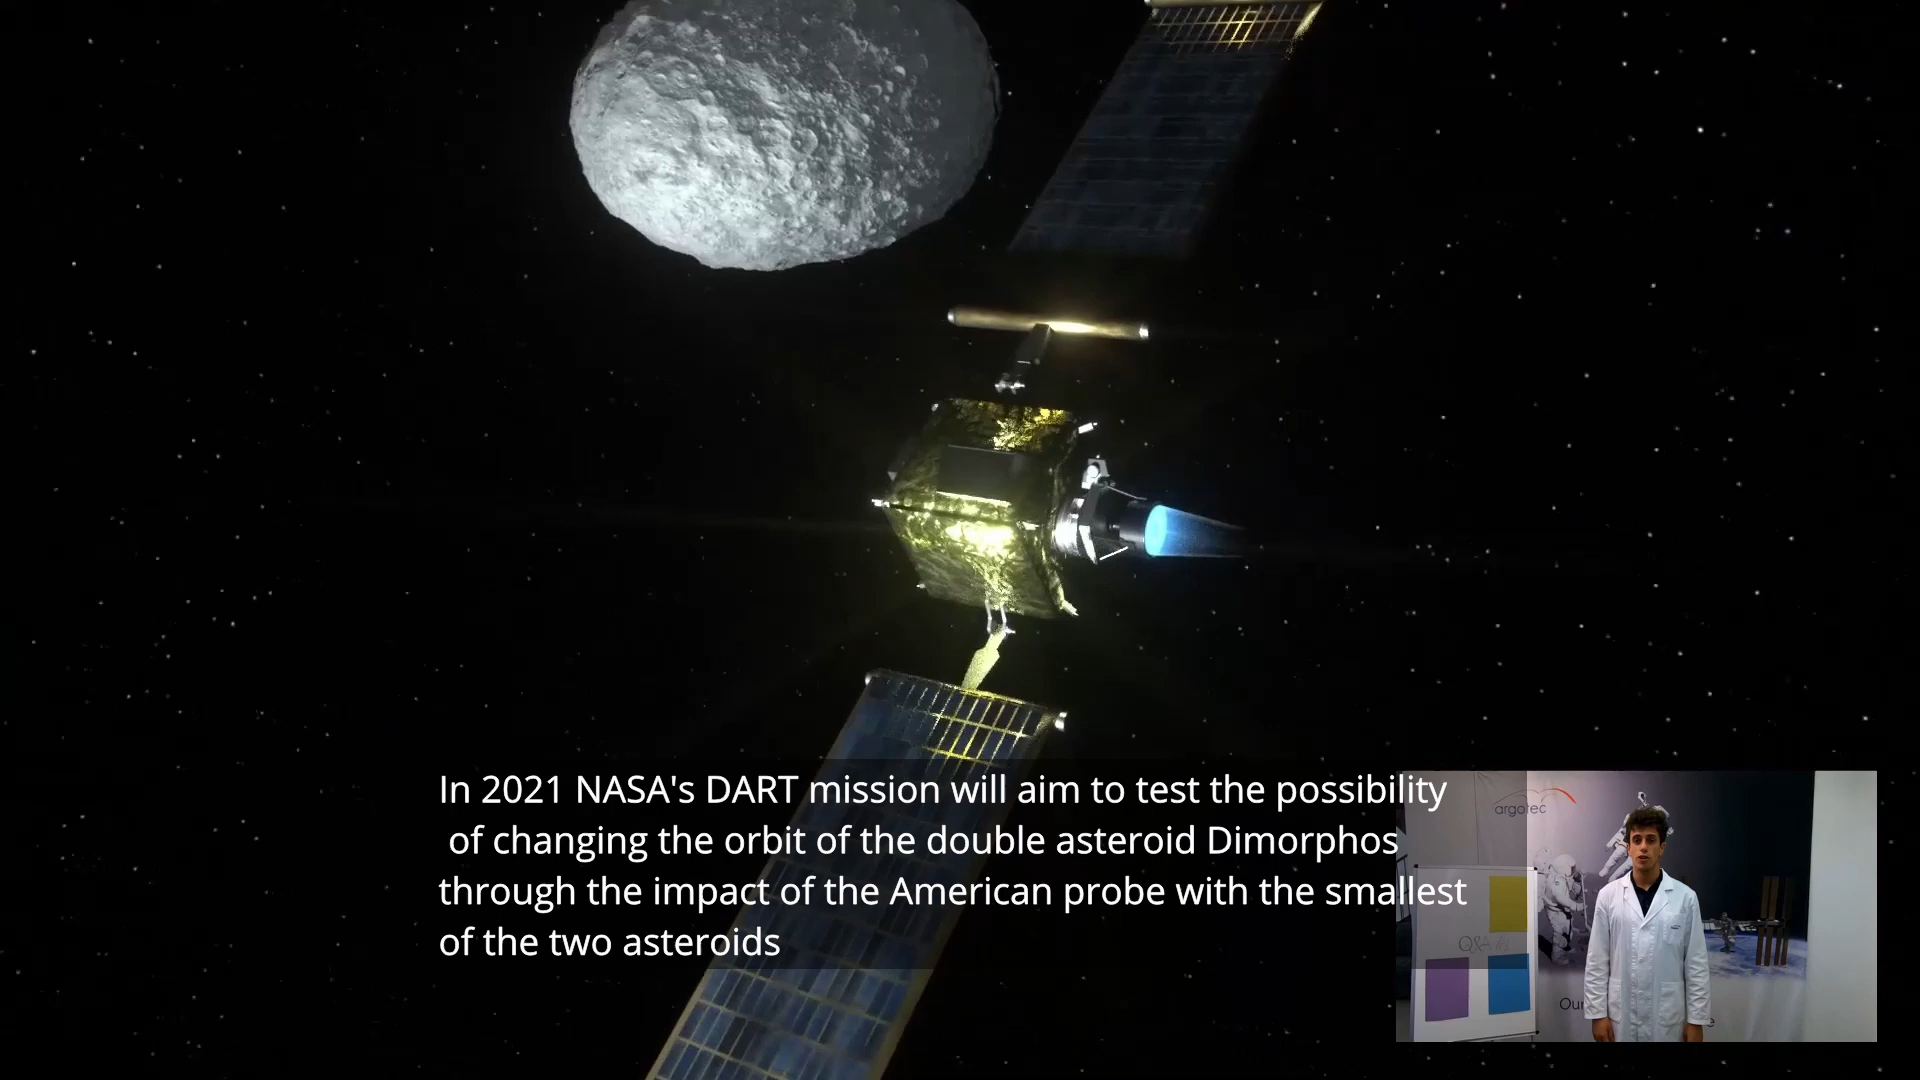 In 2021 NASA's DART mission will aim to test the possibility
of changing the orbit of the double asteroid Dimorphos
through the impact of the American probe with the smallest
of the two asteroids
argotec
Q&A
Our